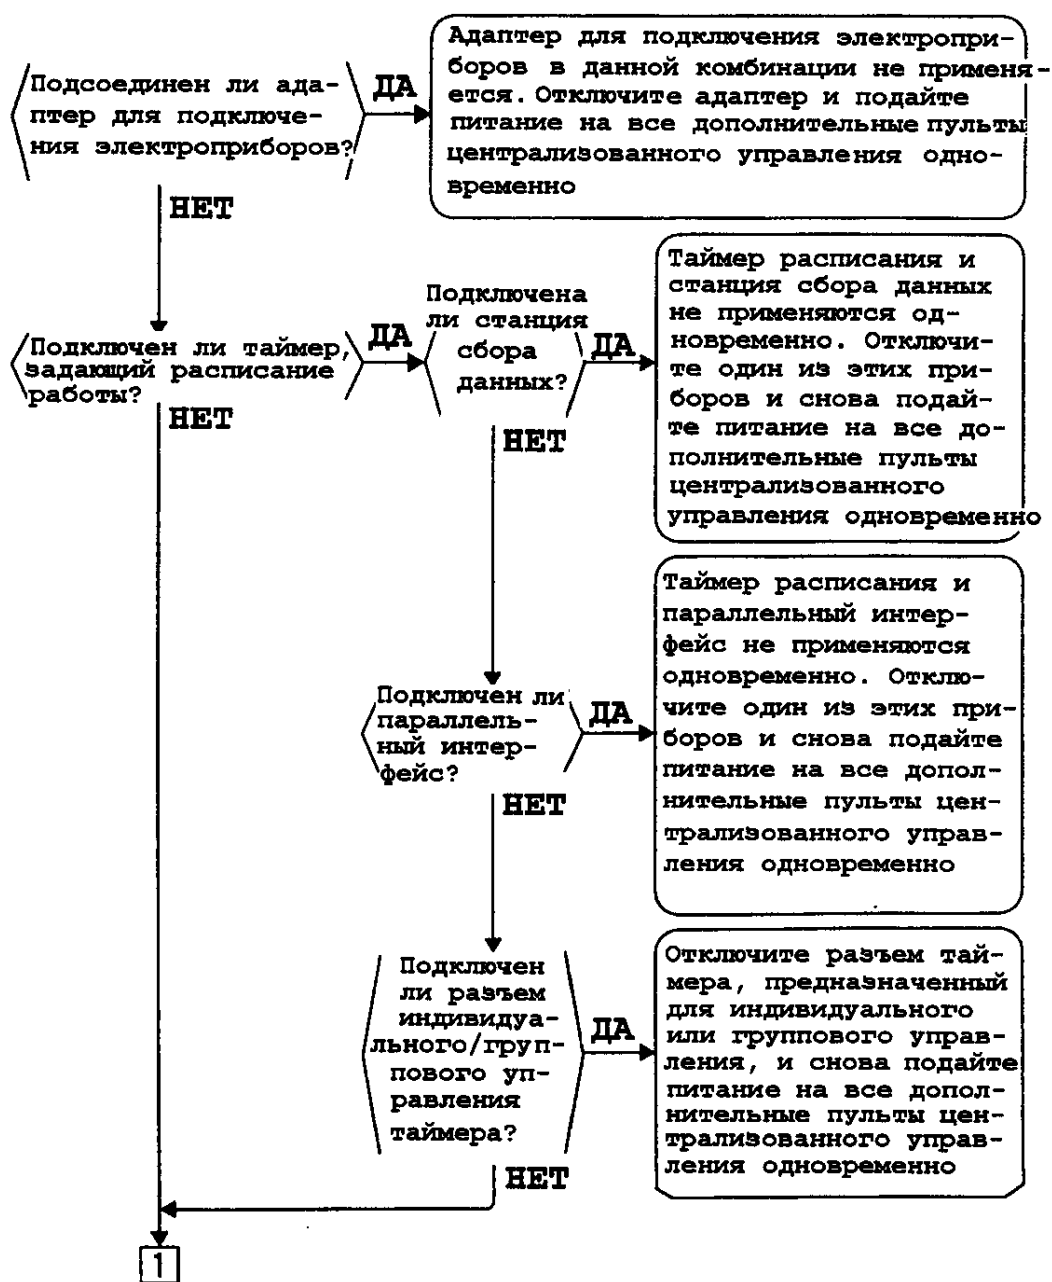 Подсоединен ли ада-
птер для подключе-
ния электроприборов?
ДА
Адаптер для подключения электропри-
боров в данной комбинации не применя-
ется. Отключите адаптер и подайте
питание на все дополнительные пульты
централизованного управления одно-
временно
НЕТ
Подключен ли таймер,
задающий расписание
работы?
ДА
Подключена
ли станция
сбора
данных?
ДА
Таймер расписания и
станция сбора данных
не применяются од-
новременно. Отключи-
те один из этих при-
боров и снова подай-
те питание на все до-
полнительные пульты
централизованного
управления одновременно
НЕТ
НЕТ
Подключен ли
параллель-
ный интер-
фейс?
ДА
Таймер расписания и
параллельный интер-
фейс не применяются
одновременно. Отклю-
чите один из этих при-
боров и снова подайте
питание на все допол-
нительные пульты цен-
трализованного управ-
ления одновременно
НЕТ
Подключен
ли разъем
индивидуа-
льного/груп-
пового уп-
равления
таймера?
ДА
Отключите разъем тай-
мера, предназначенный
для индивидуального
или группового управ-
ления, и снова подайте
питание на все допол-
нительные пульты цен-
трализованного управ-
ления одновременно
НЕТ
1